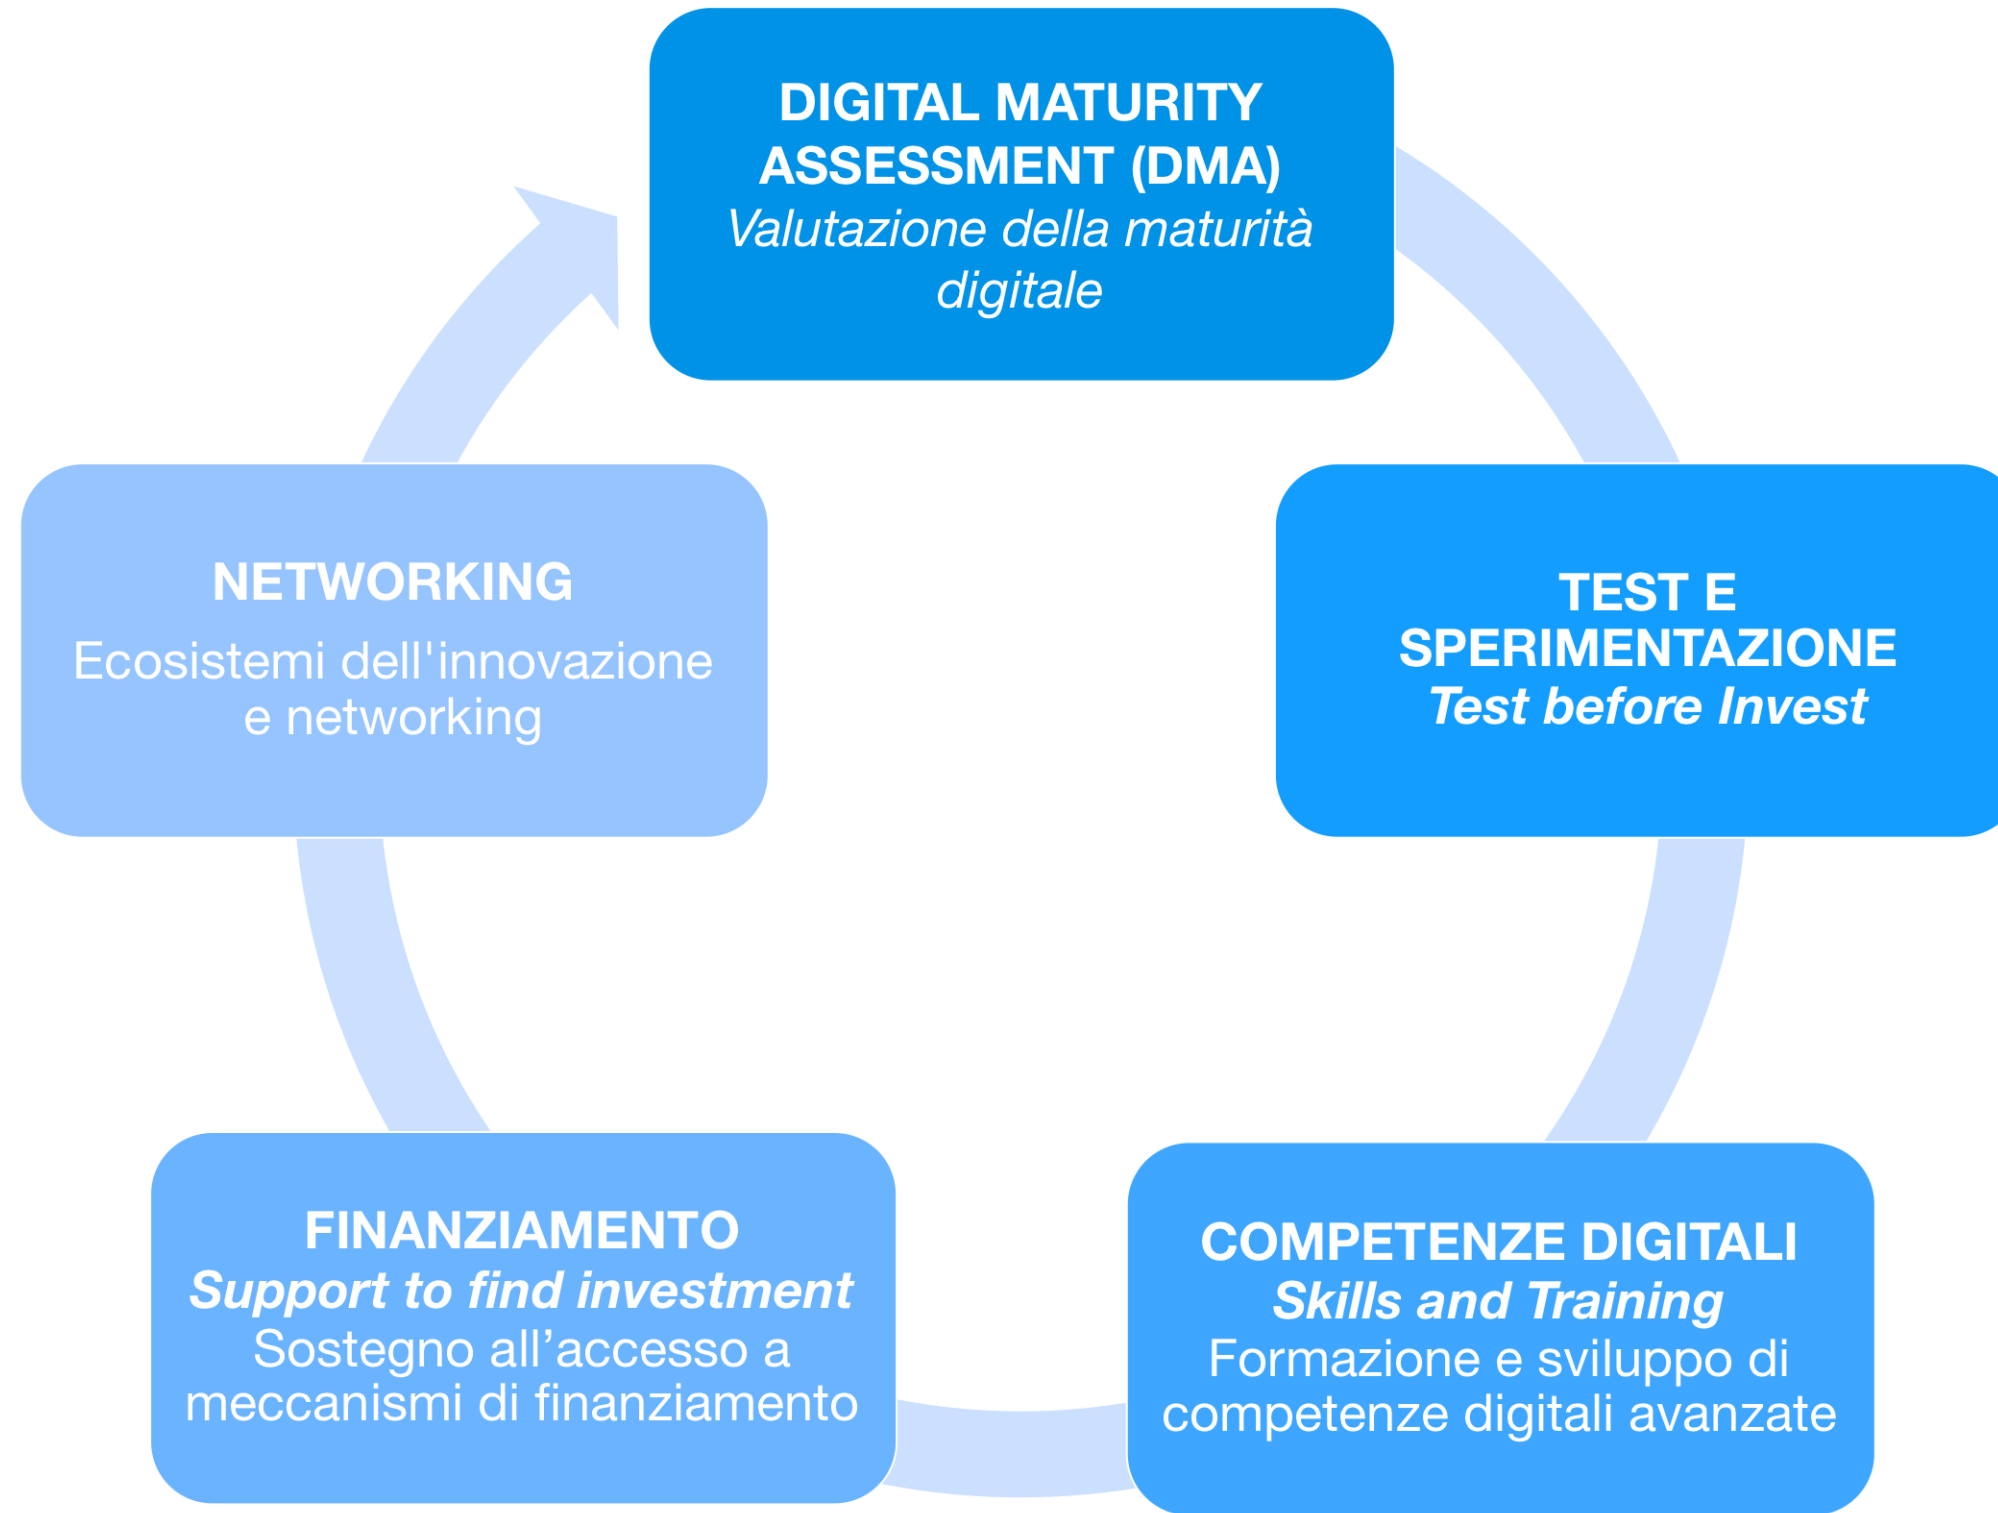 DIGITAL MATURITY
ASSESSMENT (DMA)
Valutazione della maturità
digitale
TEST E
SPERIMENTAZIONE
Test before Invest
COMPETENZE DIGITALI
Skills and Training
Formazione e sviluppo di
competenze digitali avanzate
FINANZIAMENTO
Support to find investment
Sostegno all’accesso a
meccanismi di finanziamento
NETWORKING
Ecosistemi dell'innovazione
e networking